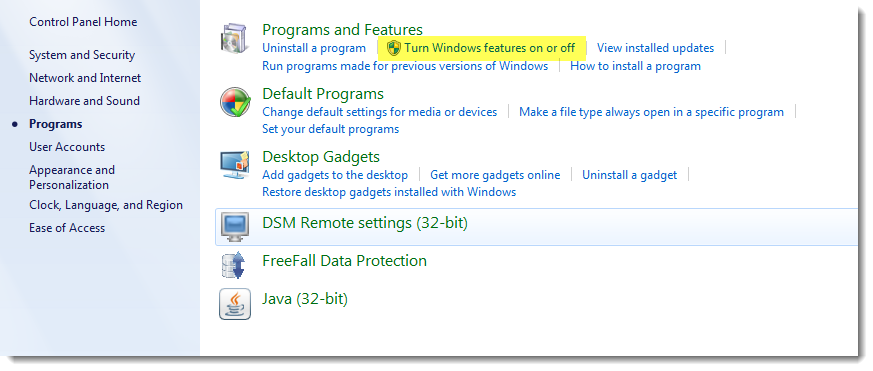 Control Panel Home
System and Security
Network and Internet
Hardware and Sound
Programs
User Accounts
Appearance and
Personalization
Clock, Language, and Region
Ease of Access
Programs and Features
Uninstall a program Turn Windows features on or off View installed updates
Run programs made for previous versions of Windows How to install a program
Default Programs
Change default settings for media or devices Make a file type always open in a specific program
Set your default programs
Desktop Gadgets
Add gadgets to the desktop Get more gadgets online Uninstall a gadget
Restore desktop gadgets installed with Windows
DSM Remote settings (32-bit)
FreeFall Data Protection
Java (32-bit)